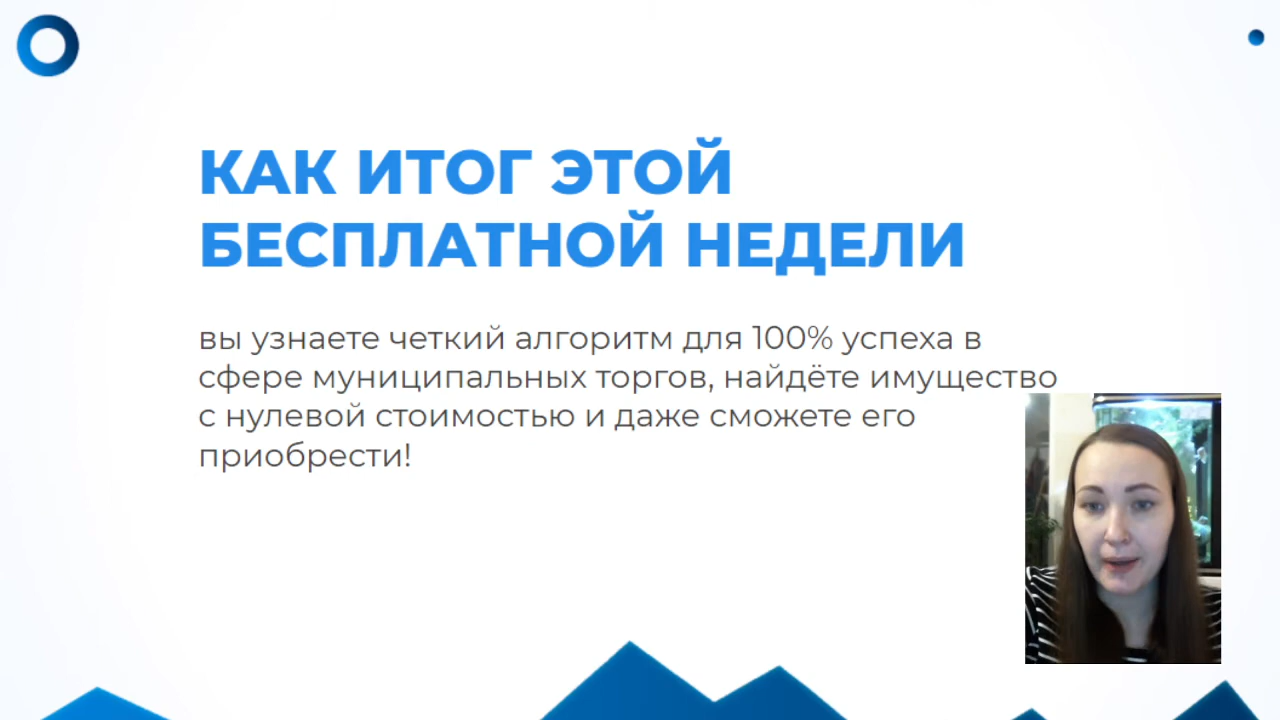 КАК ИТОГ ЭТОЙ
БЕСПЛАТНОЙ НЕДЕЛИ
вы узнаете четкий алгоритм для 100% успеха в
сфере муниципальных торгов, найдёте имущество
с нулевой стоимостью и даже сможете его
приобрести!